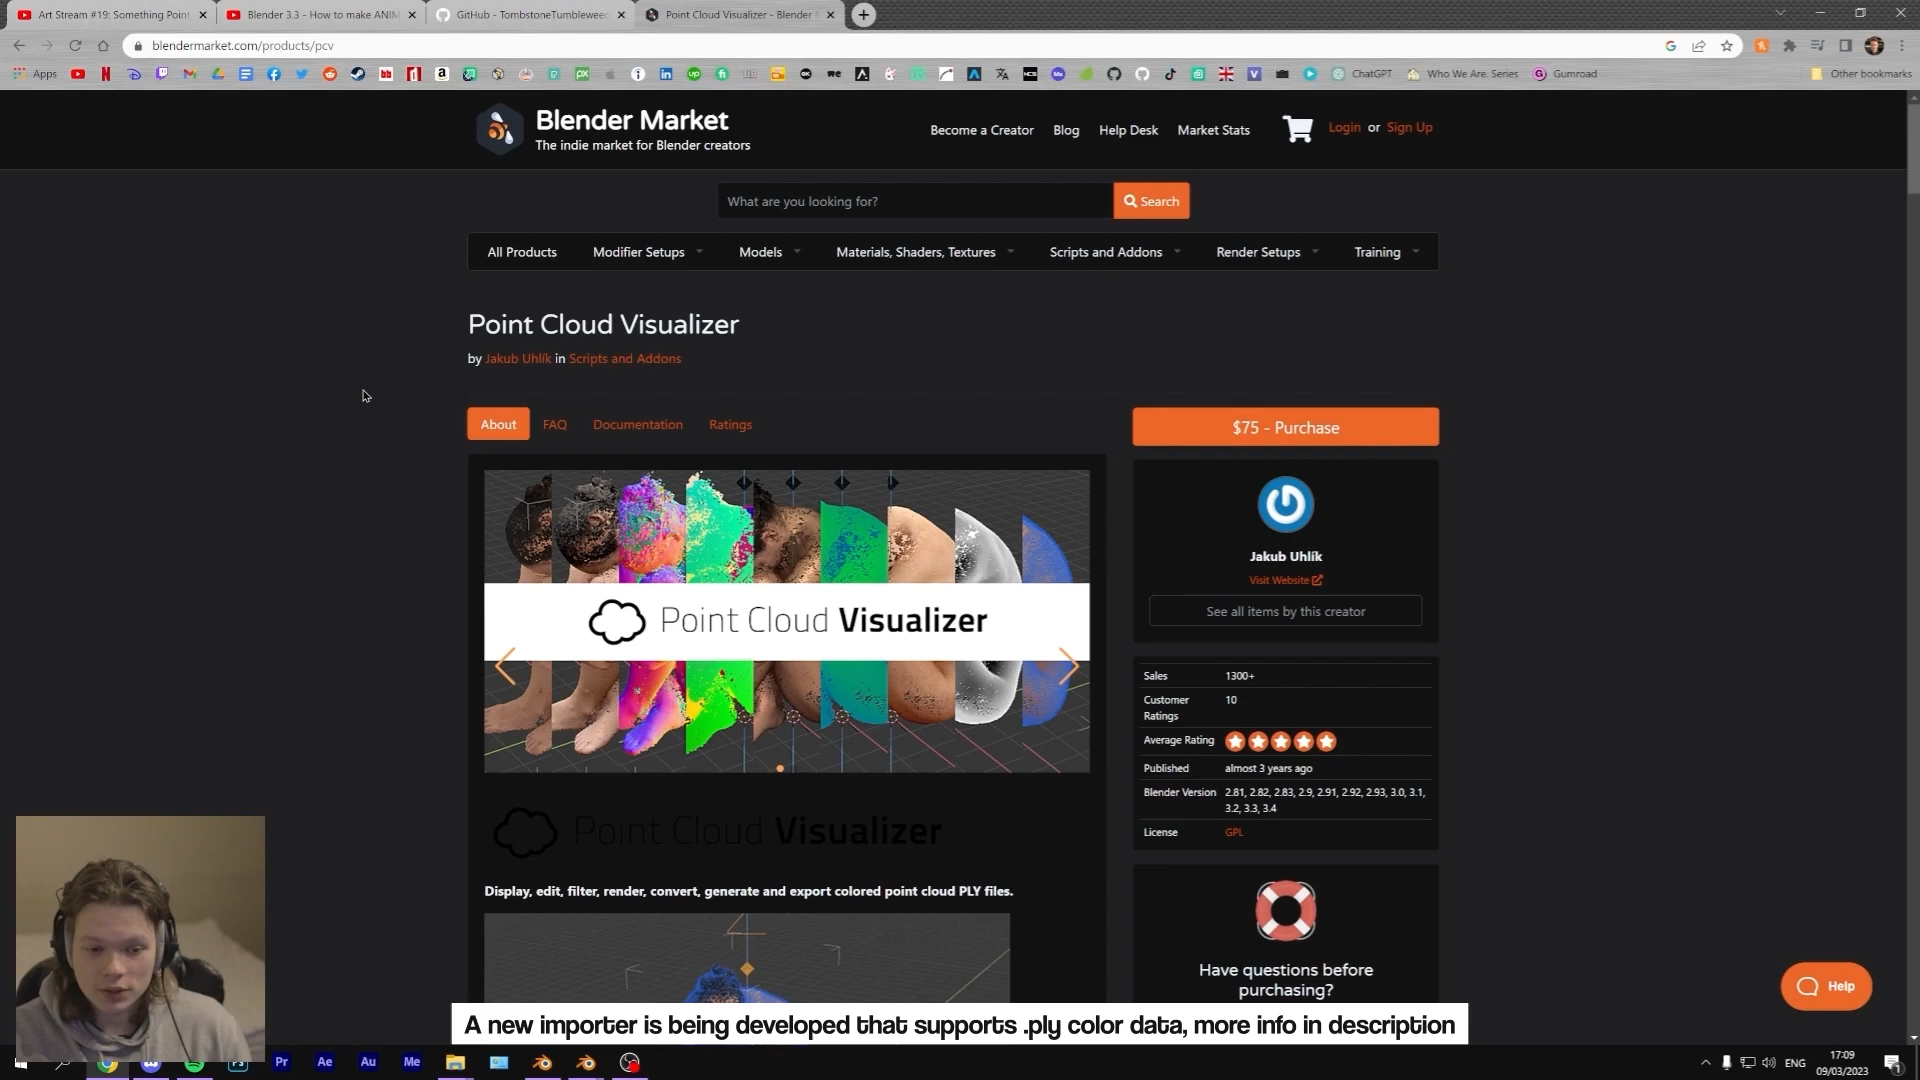 Art Stream #19: Something Point
Blender 3.3 - How to make ANIM
GitHub - TombstoneTumbleweed
Point Cloud Visualizer - Blender
blendermarket.com/products/pcv
Apps
ChatGPT
Who We Are. Series
Gumroad
Other bookmarks
Blender Market
The indie market for Blender creators
Become a Creator
Blog
Help Desk
Market Stats
Login or Sign Up
What are you looking for?
Search
All Products
Modifier Setups
Models
Materials, Shaders, Textures
Scripts and Addons
Render Setups
Training
Point Cloud Visualizer
by Jakub Uhlík in Scripts and Addons
About
FAQ
Documentation
Ratings
$75 - Purchase
Point Cloud Visualizer
Jakub Uhlík
Visit Website
See all items by this creator
Sales 1300+
Customer Ratings 10
Average Rating
Published almost 3 years ago
Blender Version 2.81, 2.82, 2.83, 2.9, 2.91, 2.92, 2.93, 3.0, 3.1,
3.2, 3.3, 3.4
License GPL
Point Cloud Visualizer
Display, edit, filter, render, convert, generate and export colored point cloud PLY files.
Have questions before
purchasing?
Help
A new importer is being developed that supports .ply color data, more info in description
Ps
Pr
Ae
Au
Me
ENG
17:09
09/03/2023